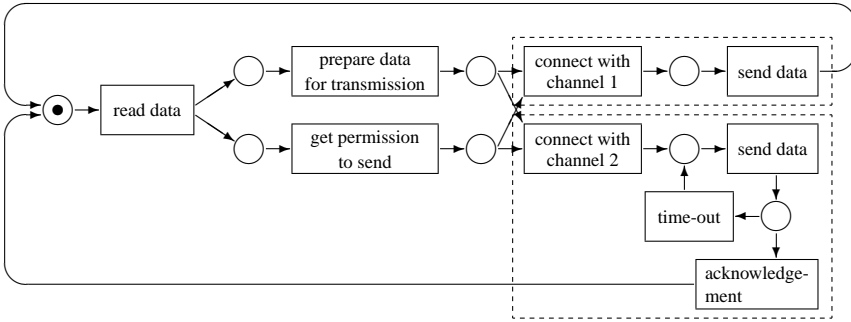 prepare data
for transmission
connect with
channel 1
send data
read data
get permission
to send
connect with
channel 2
send data
time-out
acknowledge-
ment